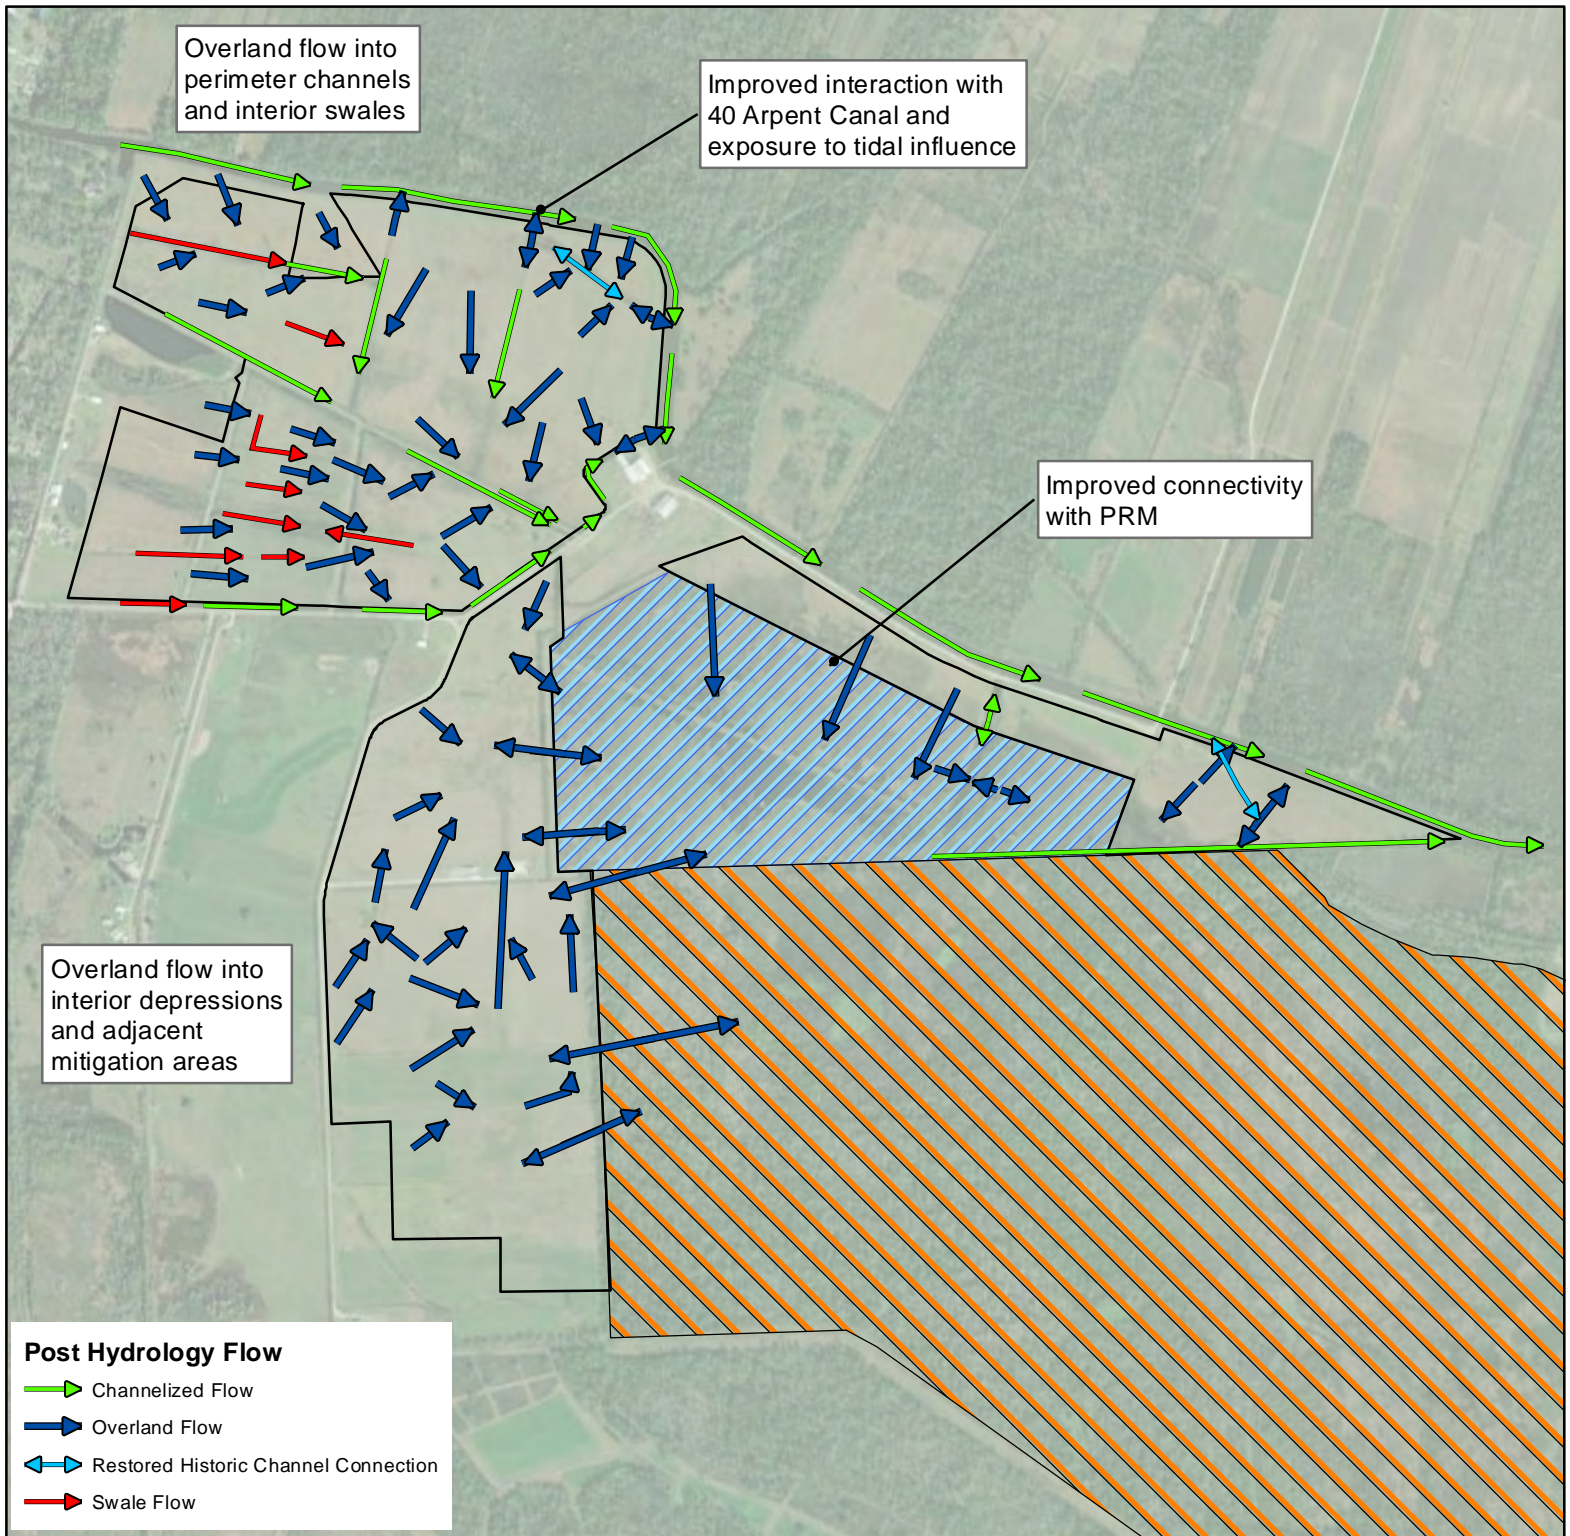 Overland flow into
perimeter channels
and interior swales
Improved interaction with
40 Arpent Canal and
exposure to tidal influence
Improved connectivity
with PRM
Overland flow into
interior depressions
and adjacent
mitigation areas
Post Hydrology Flow
Channelized Flow
Overland Flow
Restored Historic Channel Connection
Swale Flow